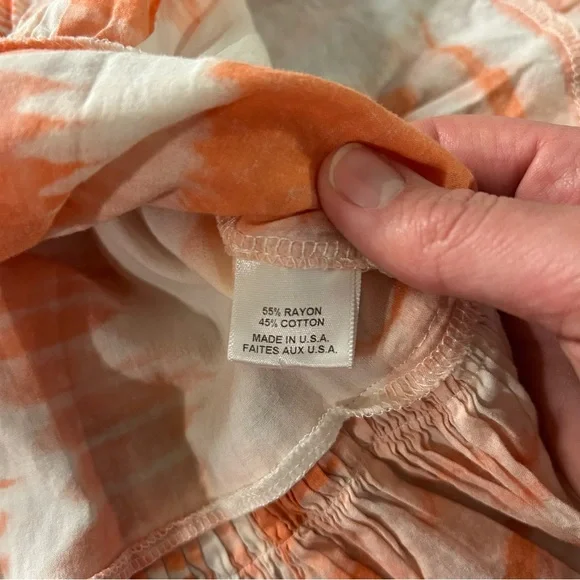 55% RAYON
45% COTTON
MADE IN U.S.A.
FAITES AUX U.S.A.